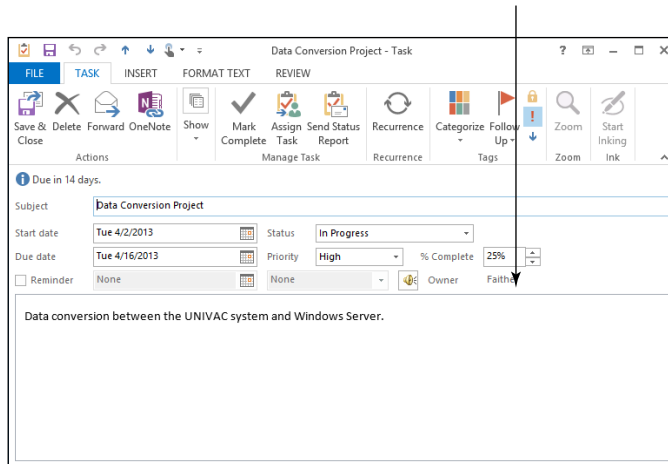 Data Conversion Project - Task
?
FILE TASK INSERT FORMAT TEXT REVIEW
Save & Close
Delete
Forward
OneNote
Show
Mark Complete
Assign Task
Send Status Report
Recurrence
Categorize
Follow Up
Zoom
Start Inking
Actions Manage Task Recurrence Tags Zoom Ink
Due in 14 days.
Subject Data Conversion Project
Start date Tue 4/2/2013 Status In Progress
Due date Tue 4/16/2013 Priority High % Complete 25%
Reminder None None Owner
Data conversion between the UNIVAC system and Windows Server.